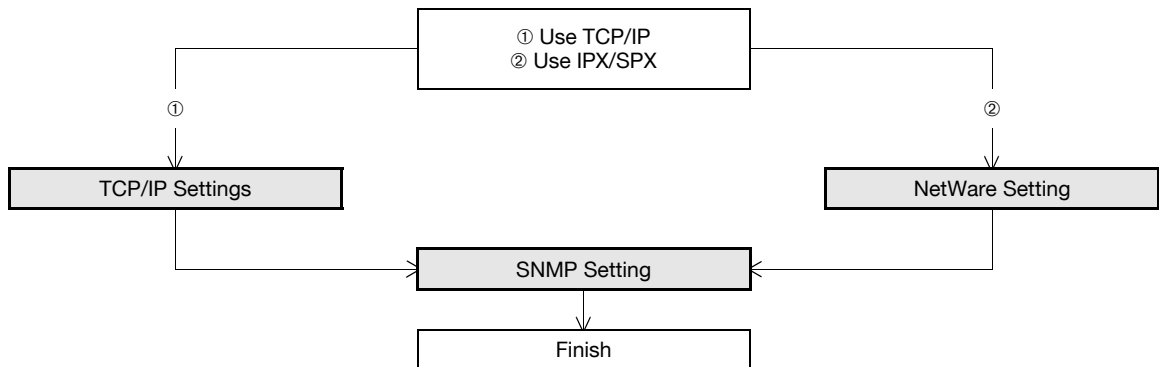 ① Use TCP/IP
② Use IPX/SPX
①
②
TCP/IP Settings
NetWare Setting
SNMP Setting
Finish